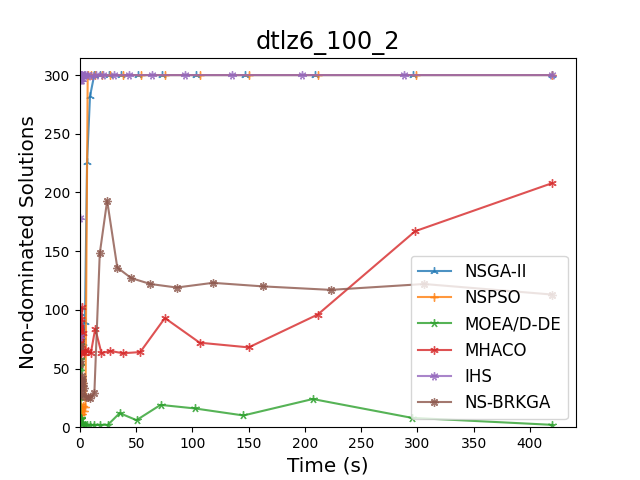 dtlz6_100_2
300
250
200
150
100
50
0
Non-dominated Solutions
0 50 100 150 200 250 300 350 400
Time (s)
NSGA-II
NSPSO
MOEA/D-DE
MHACO
IHS
NS-BRKGA